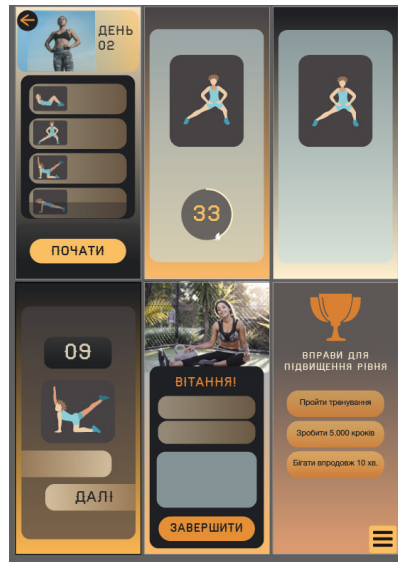 ДЕНЬ
02
ПОЧАТИ
33
09
ДАЛІ
ВІТАННЯ!
ЗАВЕРШИТИ
ВПРАВИ ДЛЯ
ПІДВИЩЕННЯ РІВНЯ
Пройти тренування
Зробити 5.000 кроків
Бігати впродовж 10 хв.